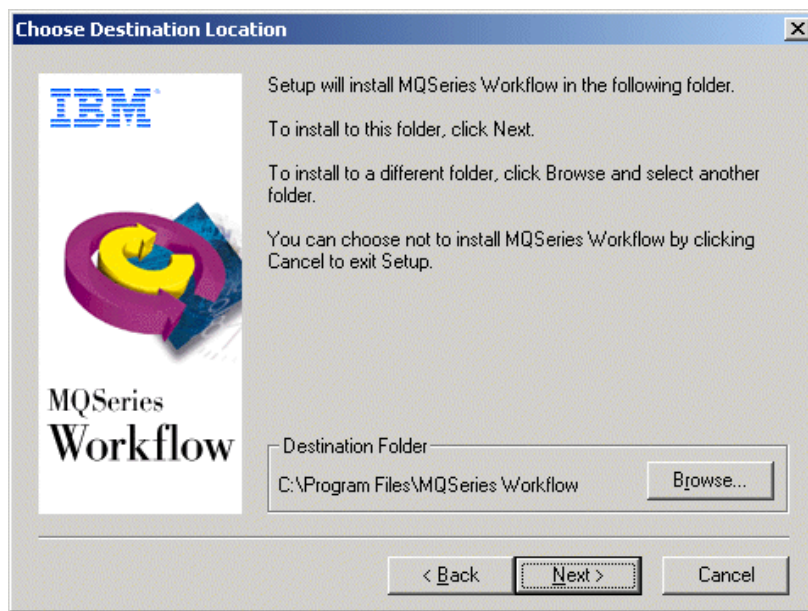 Choose Destination Location
IBM
Setup will install MQSeries Workflow in the following folder.
To install to this folder, click Next.
To install to a different folder, click Browse and select another
folder.
You can choose not to install MQSeries Workflow by clicking
Cancel to exit Setup.
MQSeries
Workflow
Destination Folder
C:\Program Files\MQSeries Workflow
Browse...
< Back
Next >
Cancel